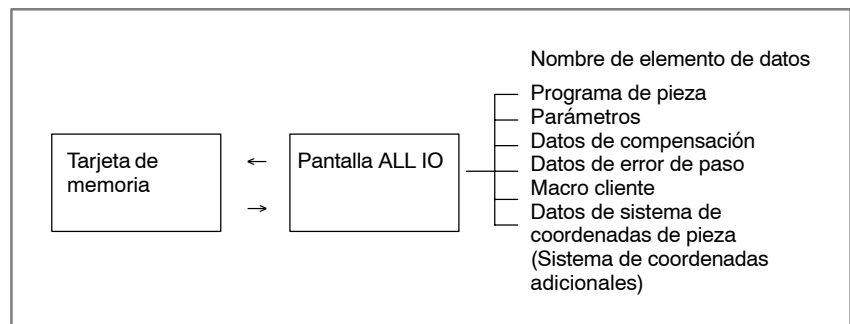 Nombre de elemento de datos
Programa de pieza
Parámetros
Tarjeta de
memoria
←
→
Pantalla ALL IO
Datos de compensación
Datos de error de paso
Macro cliente
Datos de sistema de
coordenadas de pieza
(Sistema de coordenadas
adicionales)